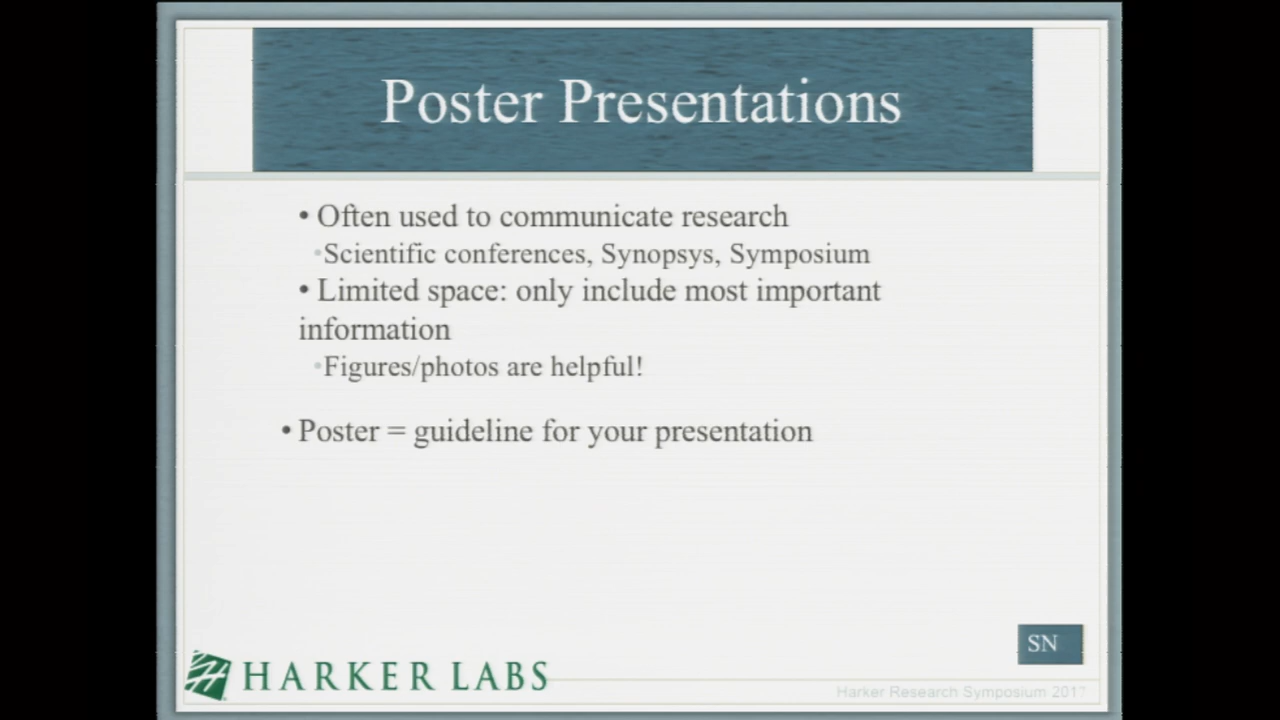 Poster Presentations
• Often used to communicate research
•Scientific conferences, Synopsys, Symposium
• Limited space: only include most important
information
•Figures/photos are helpful!
• Poster = guideline for your presentation
SN
HARKER LABS
Harker Research Symposium